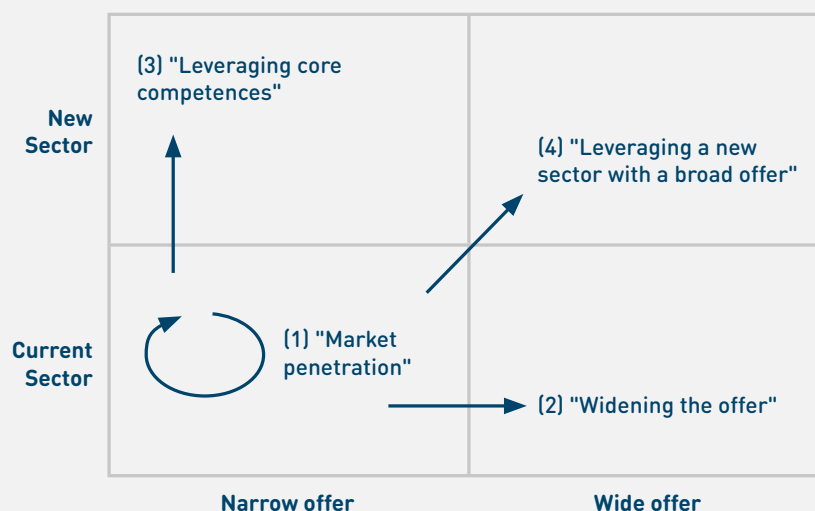 (3) "Leveraging core
competences"
New
Sector
(4) "Leveraging a new
sector with a broad offer"
(1) "Market
penetration"
Current
Sector
(2) "Widening the offer"
Narrow offer
Wide offer